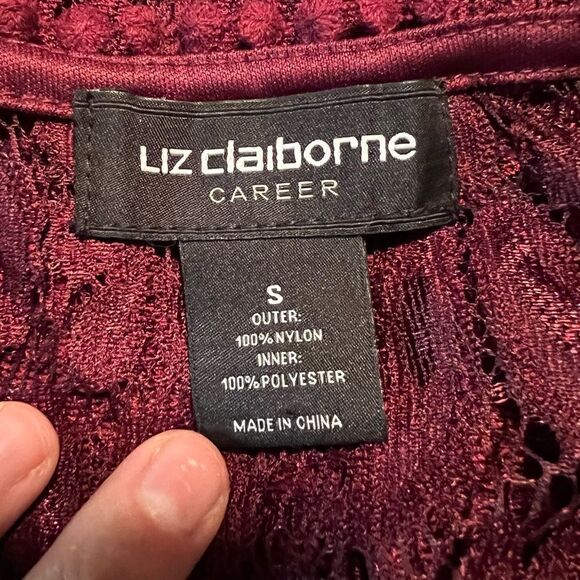 Liz claiborne
CAREER
S
OUTER:
100% NYLON
INNER:
100% POLYESTER
MADE IN CHINA